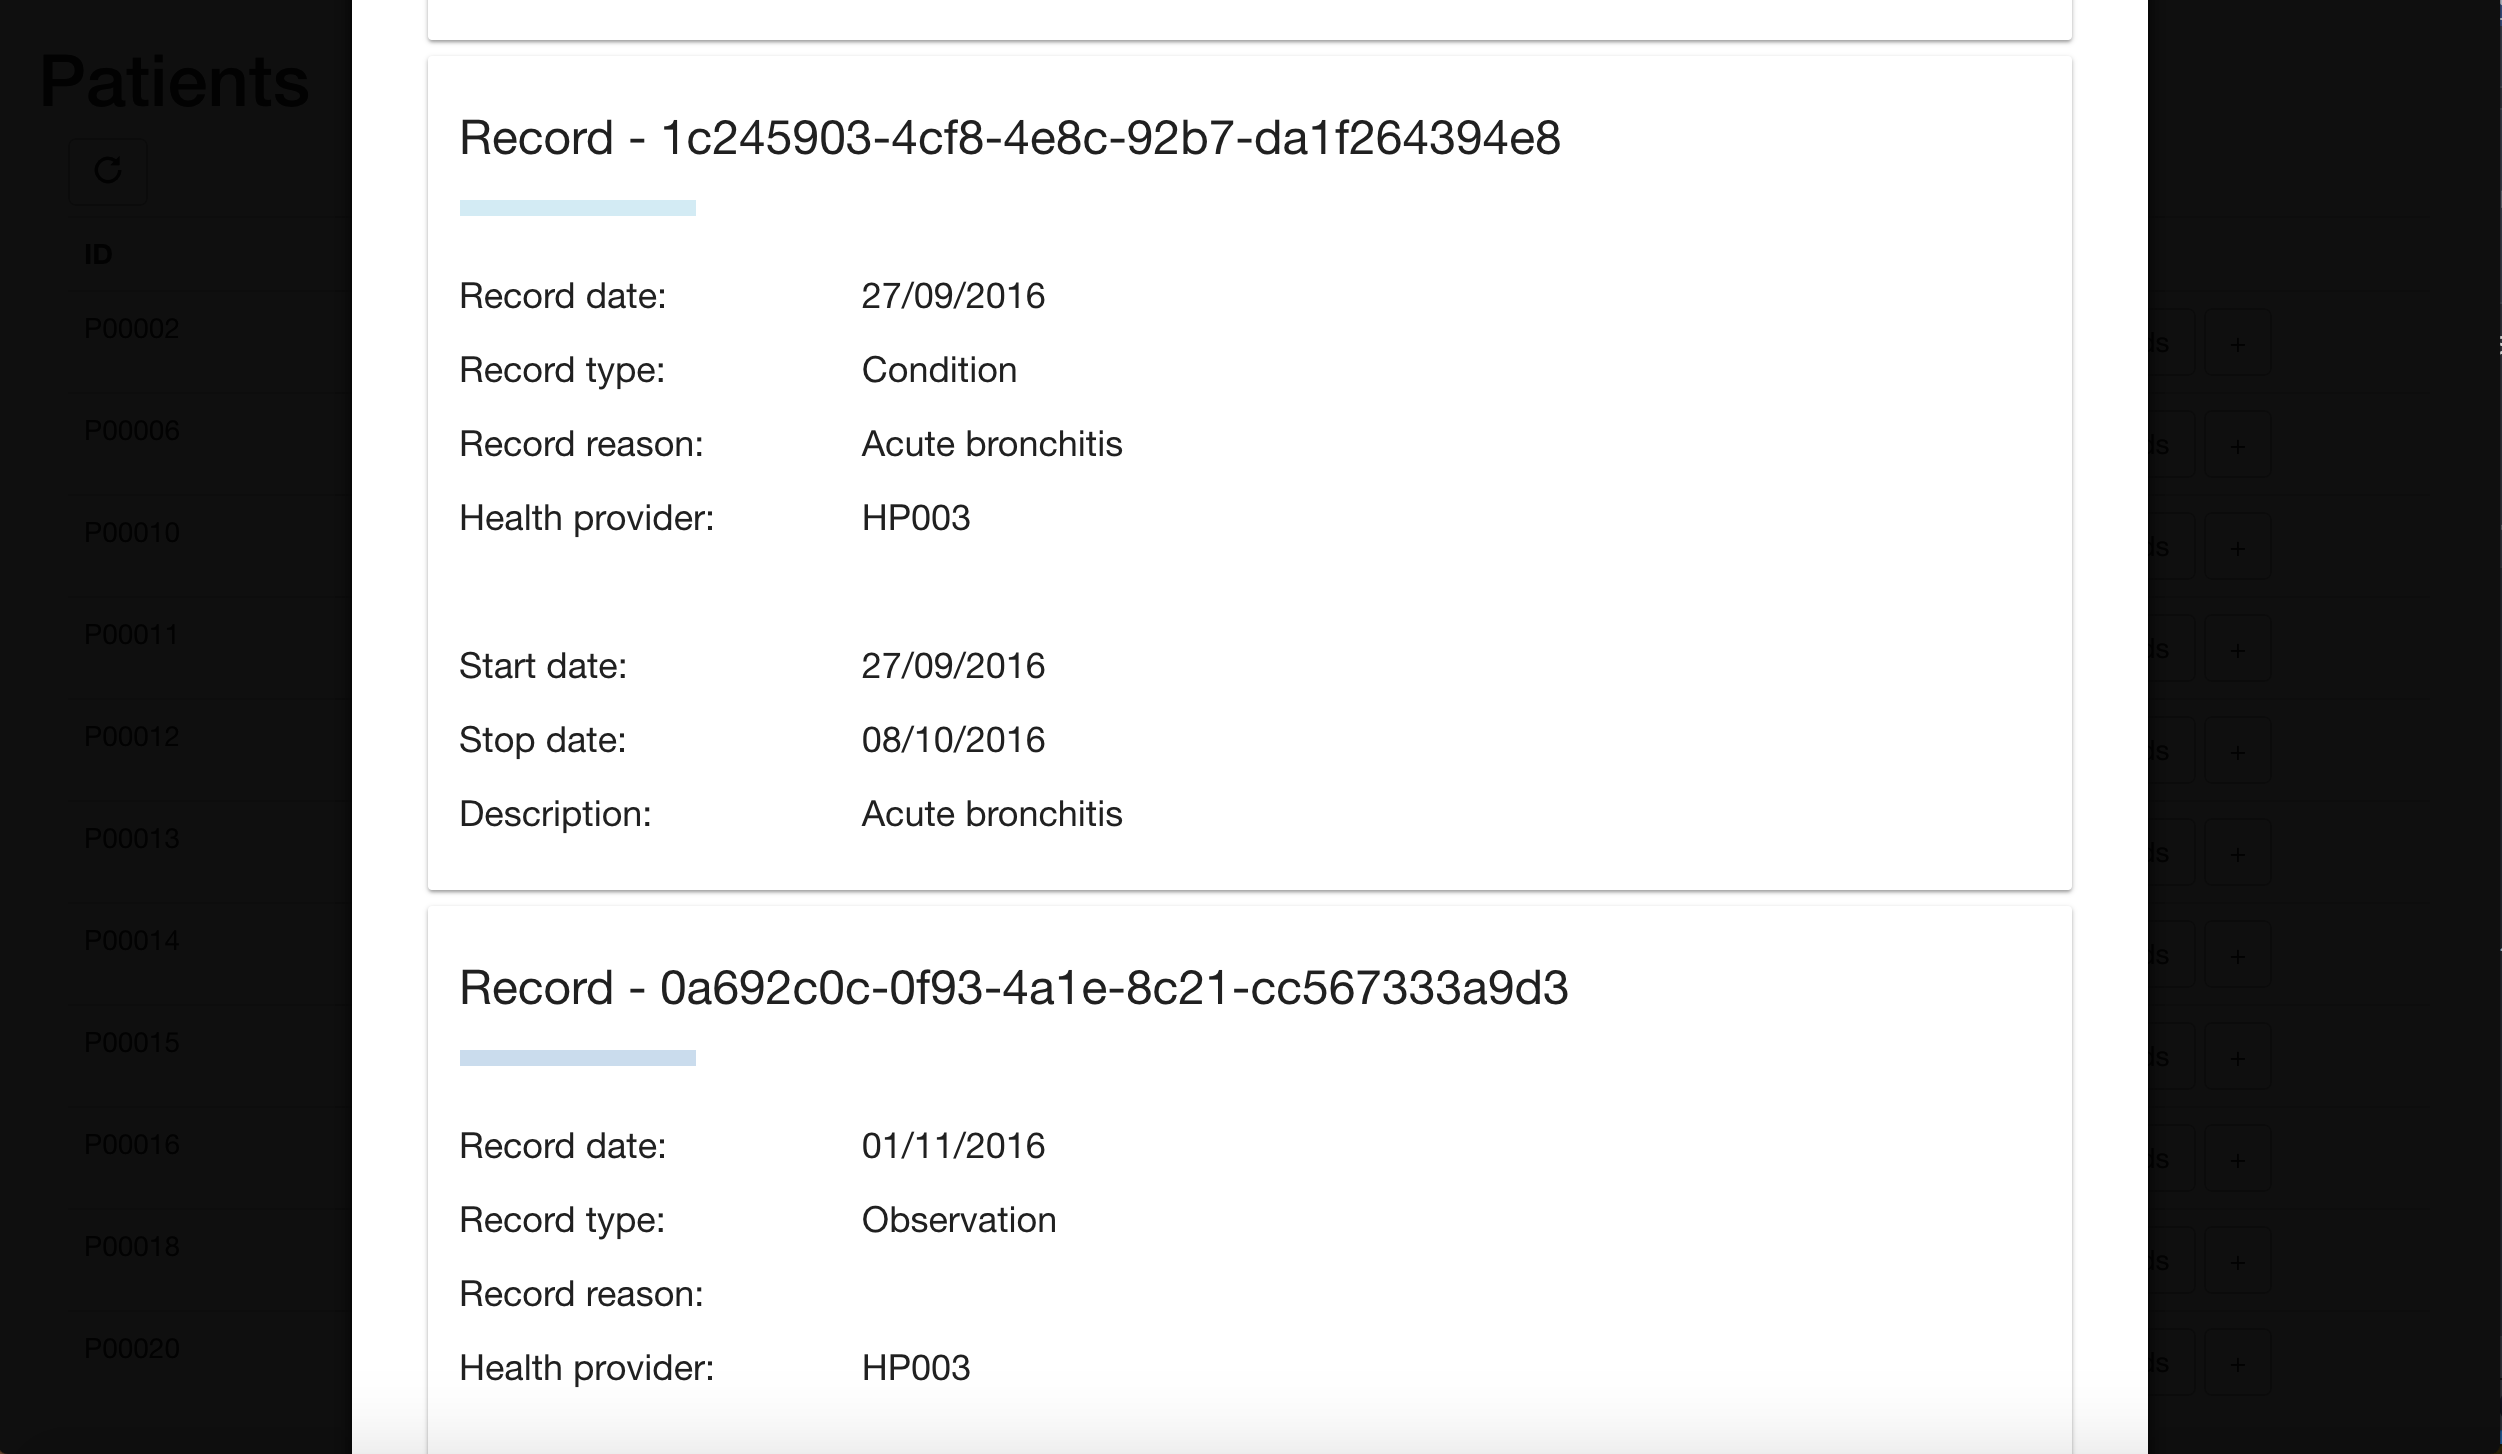 Patients
ID
P00002
P00006
P00010
P00011
P00012
P00013
P00014
P00015
P00016
P00018
P00020
Record - 1c245903-4cf8-4e8c-92b7-da1f264394e8
Record date: 27/09/2016
Record type: Condition
Record reason: Acute bronchitis
Health provider: HP003
Start date: 27/09/2016
Stop date: 08/10/2016
Description: Acute bronchitis
Record - 0a692c0c-0f93-4a1e-8c21-cc567333a9d3
Record date: 01/11/2016
Record type: Observation
Record reason:
Health provider: HP003
+
+
+
+
+
+
+
+
+
+
+